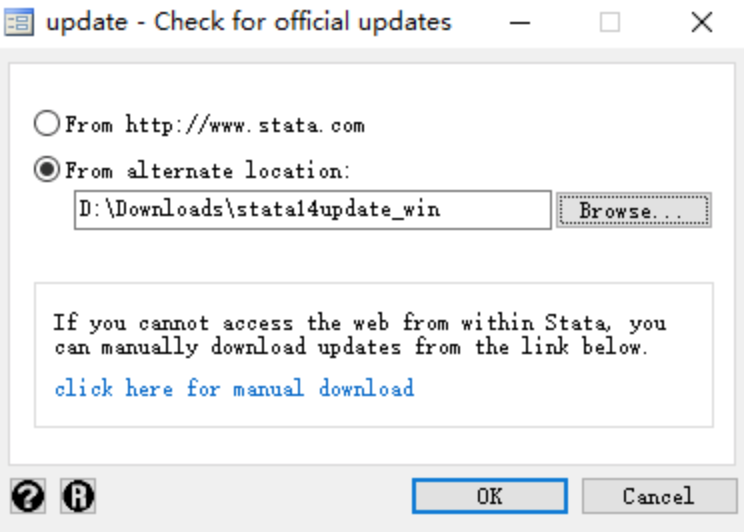 update - Check for official updates
From http://www.stata.com
From alternate location:
D:\Downloads\stata14update_win
Browse...
If you cannot access the web from within Stata, you
can manually download updates from the link below.
click here for manual download
? R
OK
Cancel